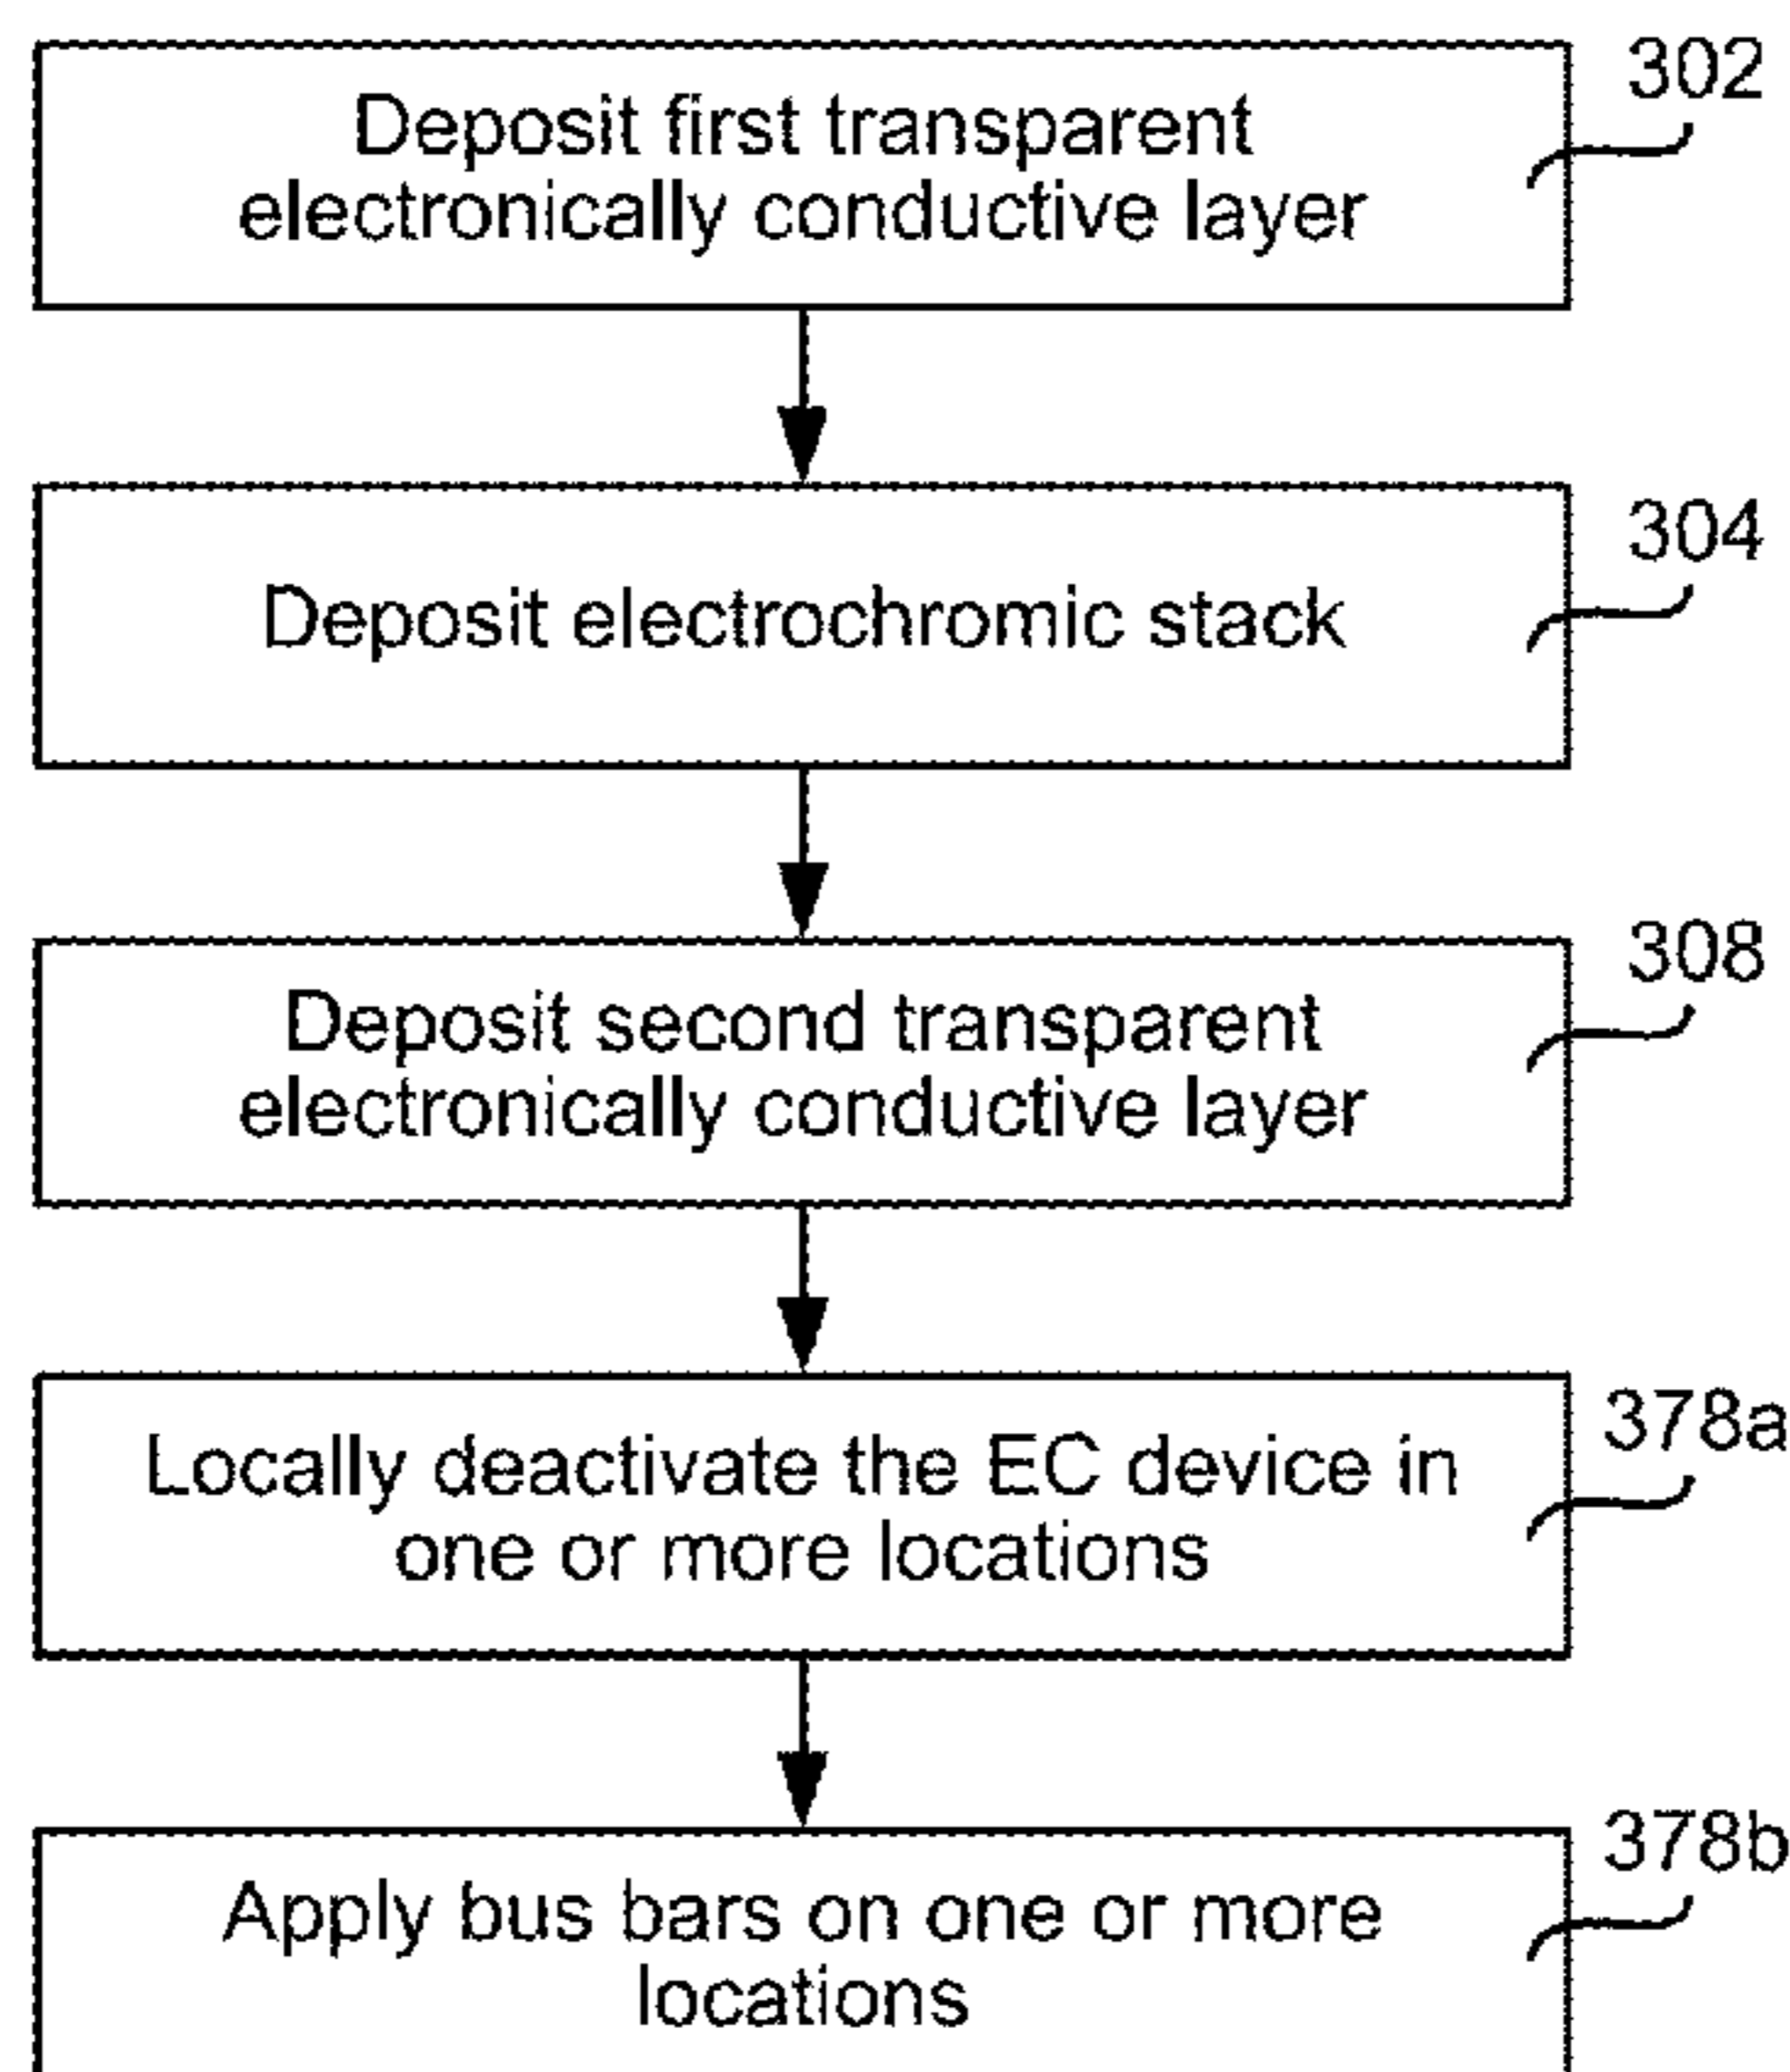 302
Deposit first transparent
electronically conductive layer
304
Deposit electrochromic stack
308
Deposit second transparent
electronically conductive layer
378a
Locally deactivate the EC device in
one or more locations
378b
Apply bus bars on one or more
locations